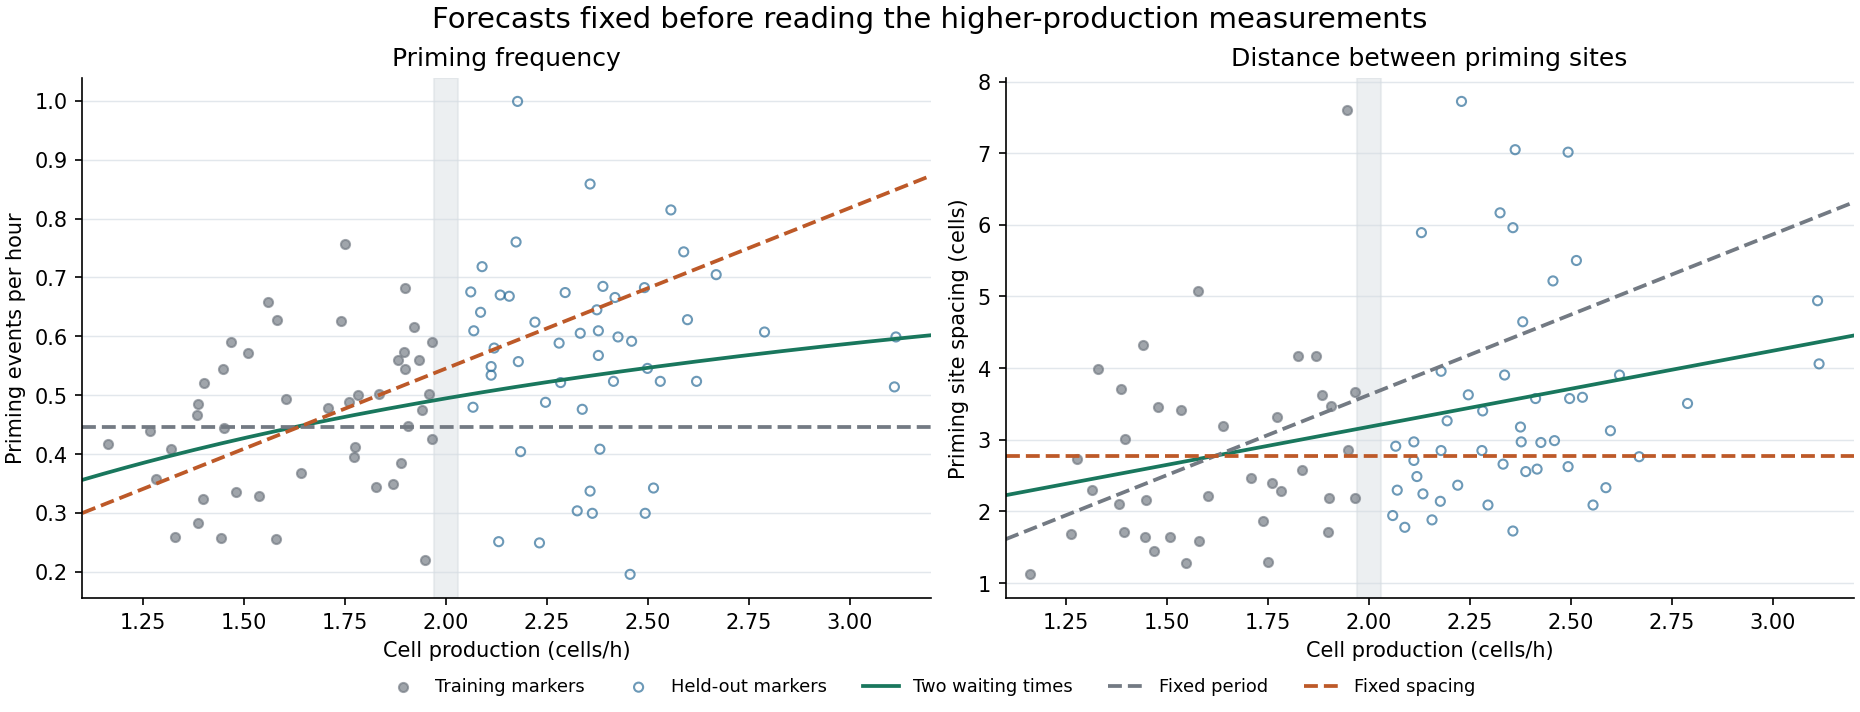 Forecasts fixed before reading the higher-production measurements
Priming frequency
Priming events per hour
1.0
0.9
0.8
0.7
0.6
0.5
0.4
0.3
0.2
1.25 1.50 1.75 2.00 2.25 2.50 2.75 3.00
Cell production (cells/h)
Distance between priming sites
Priming site spacing (cells)
8
7
6
5
4
3
2
1
1.25 1.50 1.75 2.00 2.25 2.50 2.75 3.00
Cell production (cells/h)
Training markers Held-out markers Two waiting times Fixed period Fixed spacing